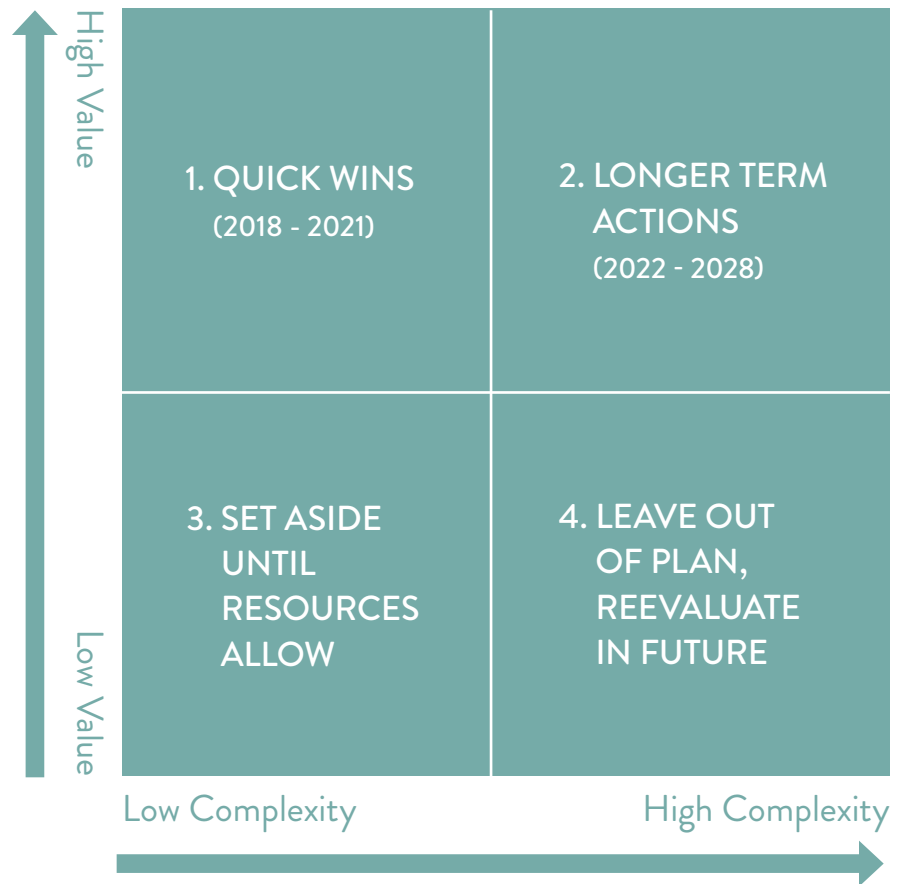 High Value
1. QUICK WINS
(2018 - 2021)
2. LONGER TERM
ACTIONS
(2022 - 2028)
Low Value
3. SET ASIDE
UNTIL
RESOURCES
ALLOW
4. LEAVE OUT
OF PLAN,
REEVALUATE
IN FUTURE
Low Complexity
High Complexity